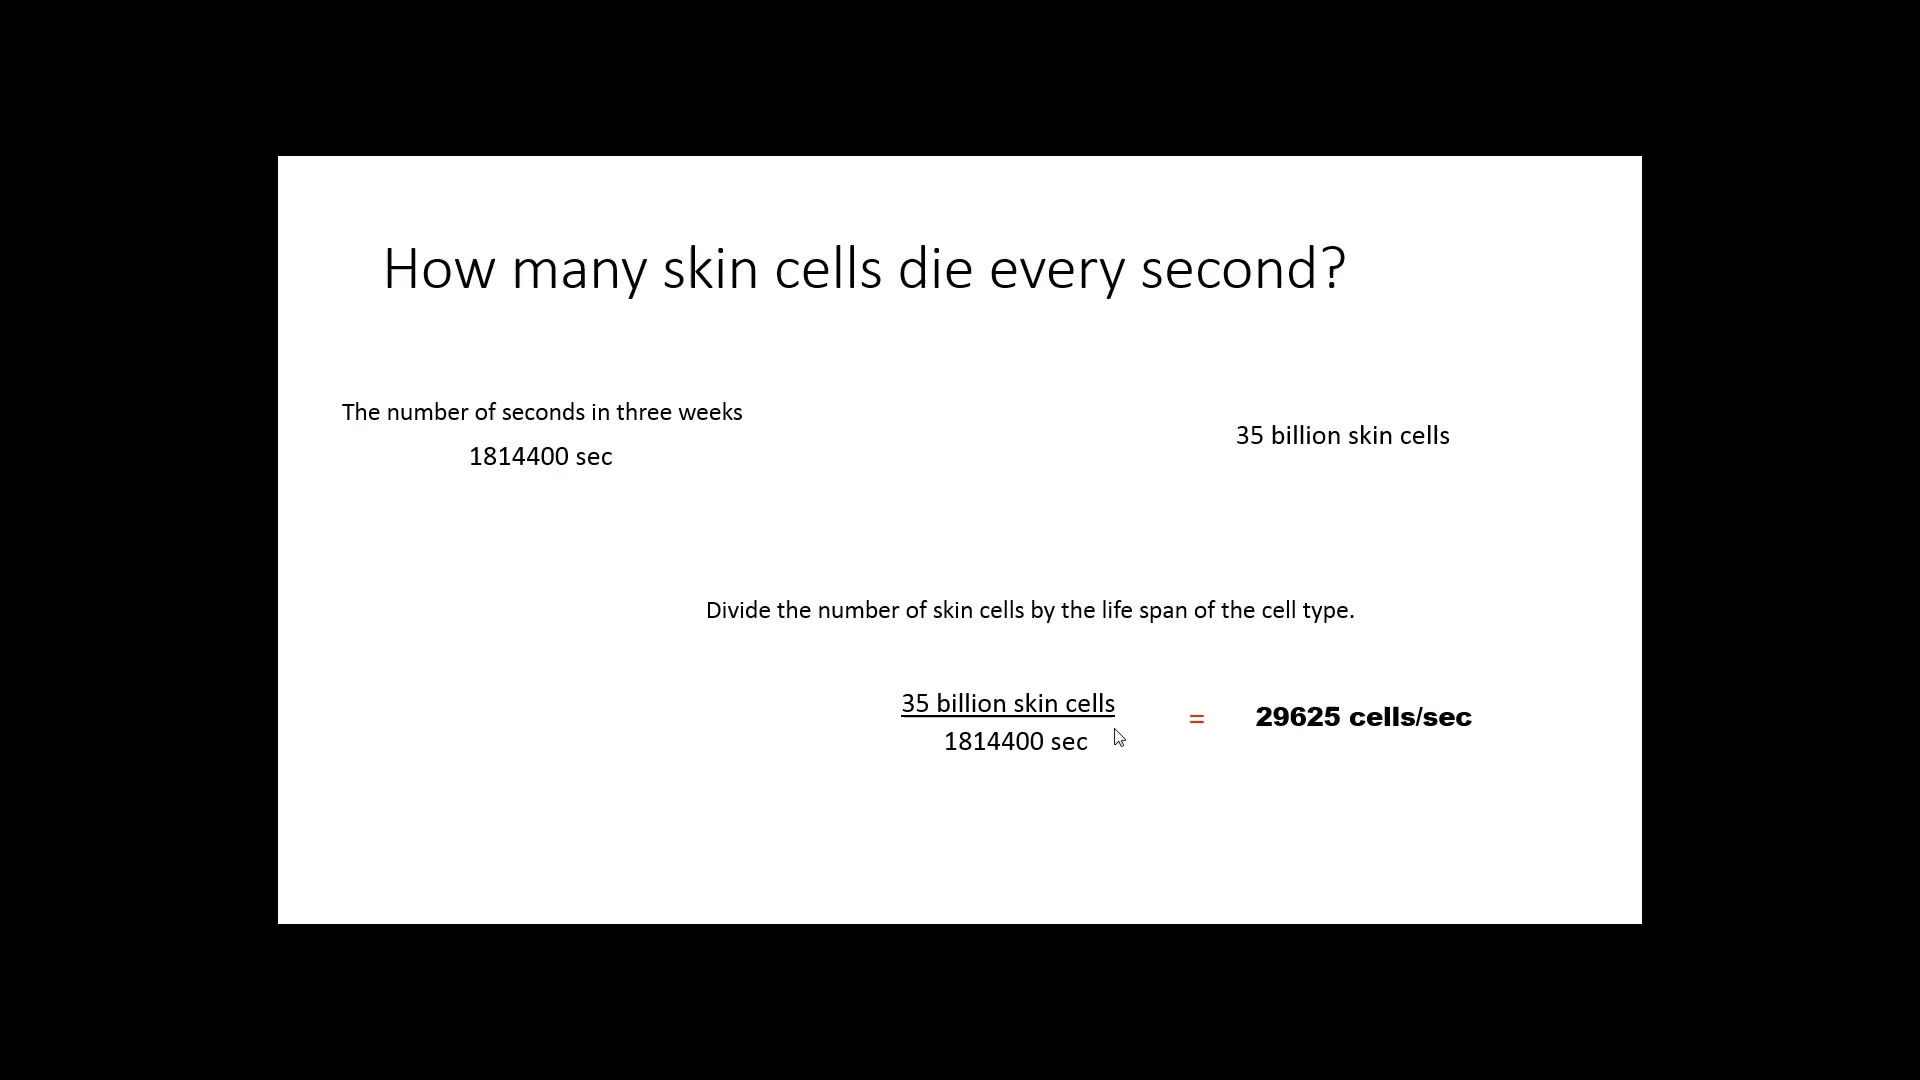 How many skin cells die every second?
The number of seconds in three weeks
1814400 sec
35 billion skin cells
Divide the number of skin cells by the life span of the cell type.
35 billion skin cells
1814400 sec
= 29625 cells/sec